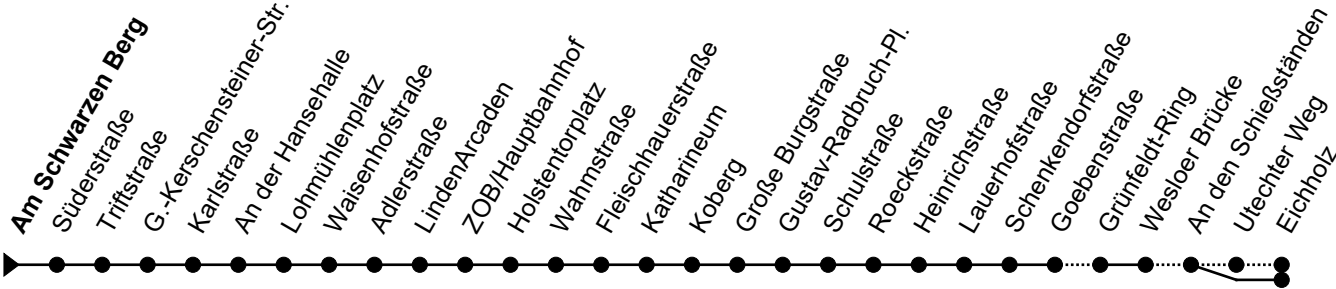 Am Schwarzen Berg
Süderstraße
Triftstraße
G.-Kerschensteiner-Str.
Karlstraße
An der Hansehalle
Lohmühlenplatz
Waisenhofstraße
Adlerstraße
LindenArcaden
ZOB/Hauptbahnhof
Holstentorplatz
Wahmstraße
Fleischhauerstraße
Katharineum
Koberg
Große Burgstraße
Gustav-Radbruch-Pl.
Schulstraße
Roeckstraße
Heinrichstraße
Lauerhofstraße
Schenkendorfstraße
Goebenstraße
Grünfeldt-Ring
Wesloer Brücke
An den Schießständen
Utechter Weg
Eichholz